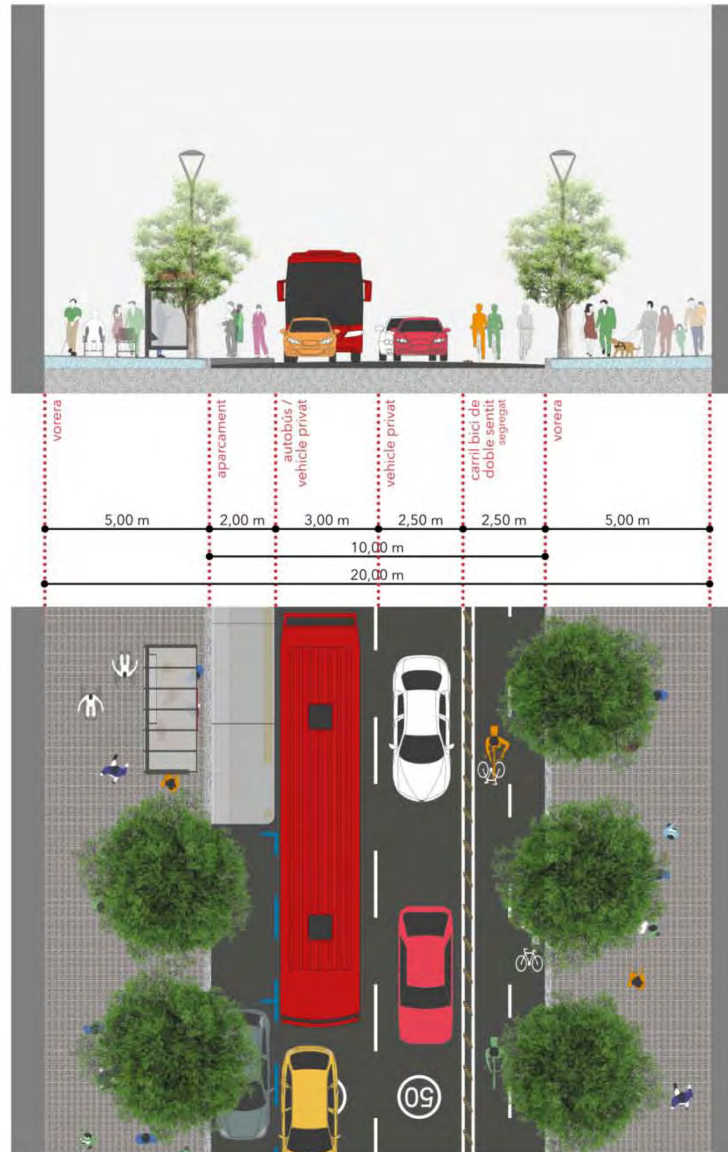 vorera
aparcament
autobús /
vehicle privat
vehicle privat
carril bici de
doble sentit
segregat
vorera
5,00 m
2,00 m
3,00 m
2,50 m
2,50 m
5,00 m
10,00 m
20,00 m
50